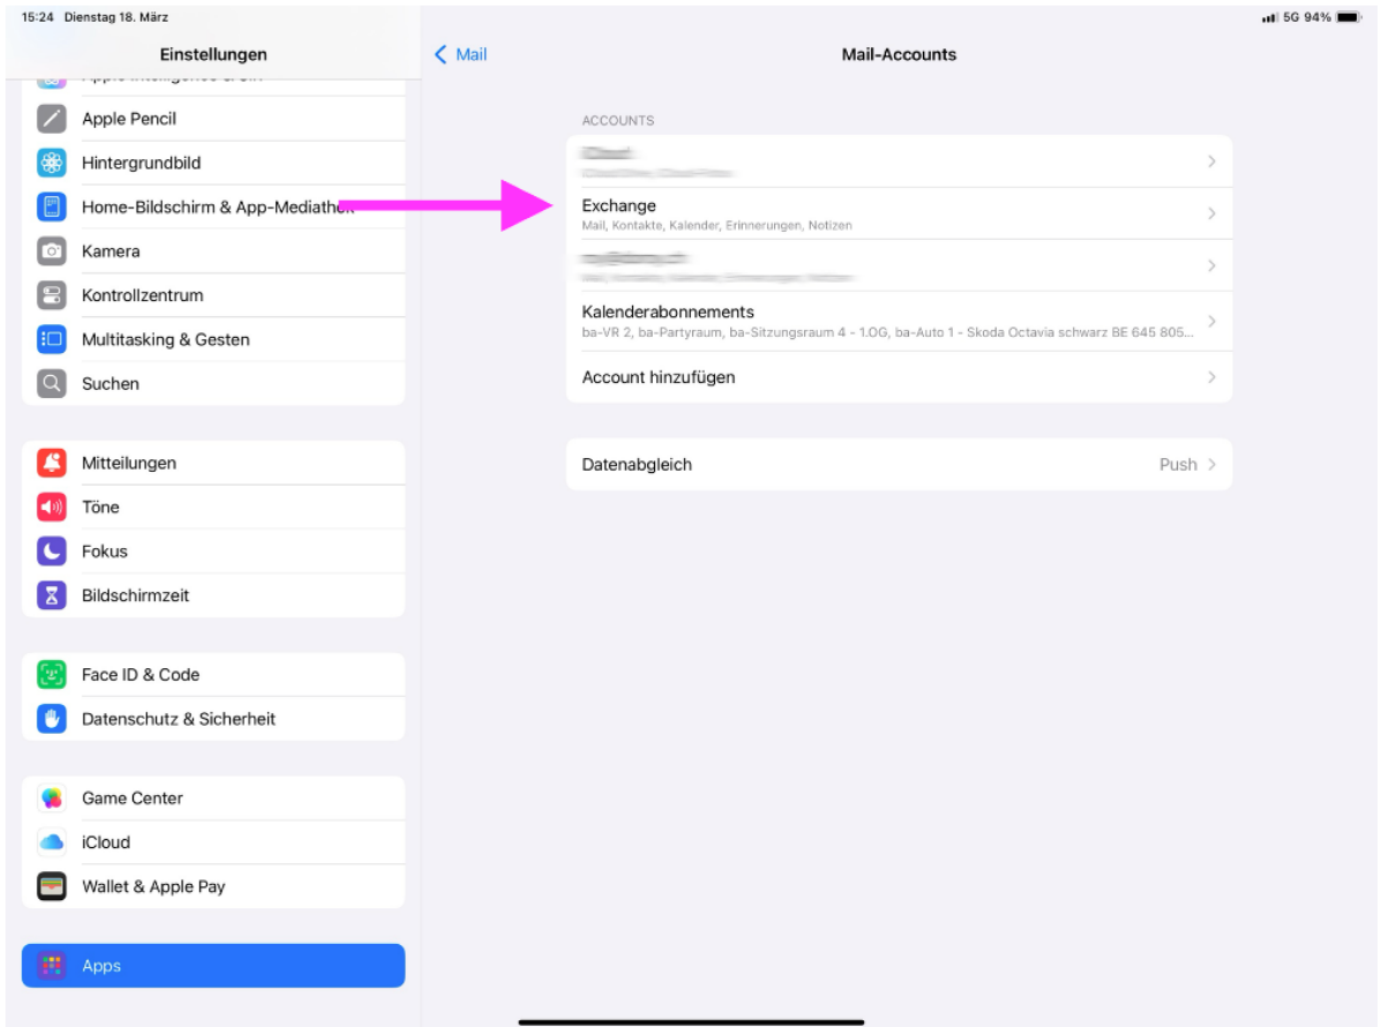 15:24 Dienstag 18. März
5G 94%
Einstellungen
Apple Pencil
Hintergrundbild
Home-Bildschirm & App-Mediathek
Kamera
Kontrollzentrum
Multitasking & Gesten
Suchen
Mitteilungen
Töne
Fokus
Bildschirmzeit
Face ID & Code
Datenschutz & Sicherheit
Game Center
iCloud
Wallet & Apple Pay
Apps
Mail
Mail-Accounts
ACCOUNTS
Exchange
Mail, Kontakte, Kalender, Erinnerungen, Notizen
Kalenderabonnements
ba-VR 2, ba-Partyraum, ba-Sitzungsraum 4 - 1.OG, ba-Auto 1 - Skoda Octavia schwarz BE 645 805...
Account hinzufügen
Datenabgleich
Push